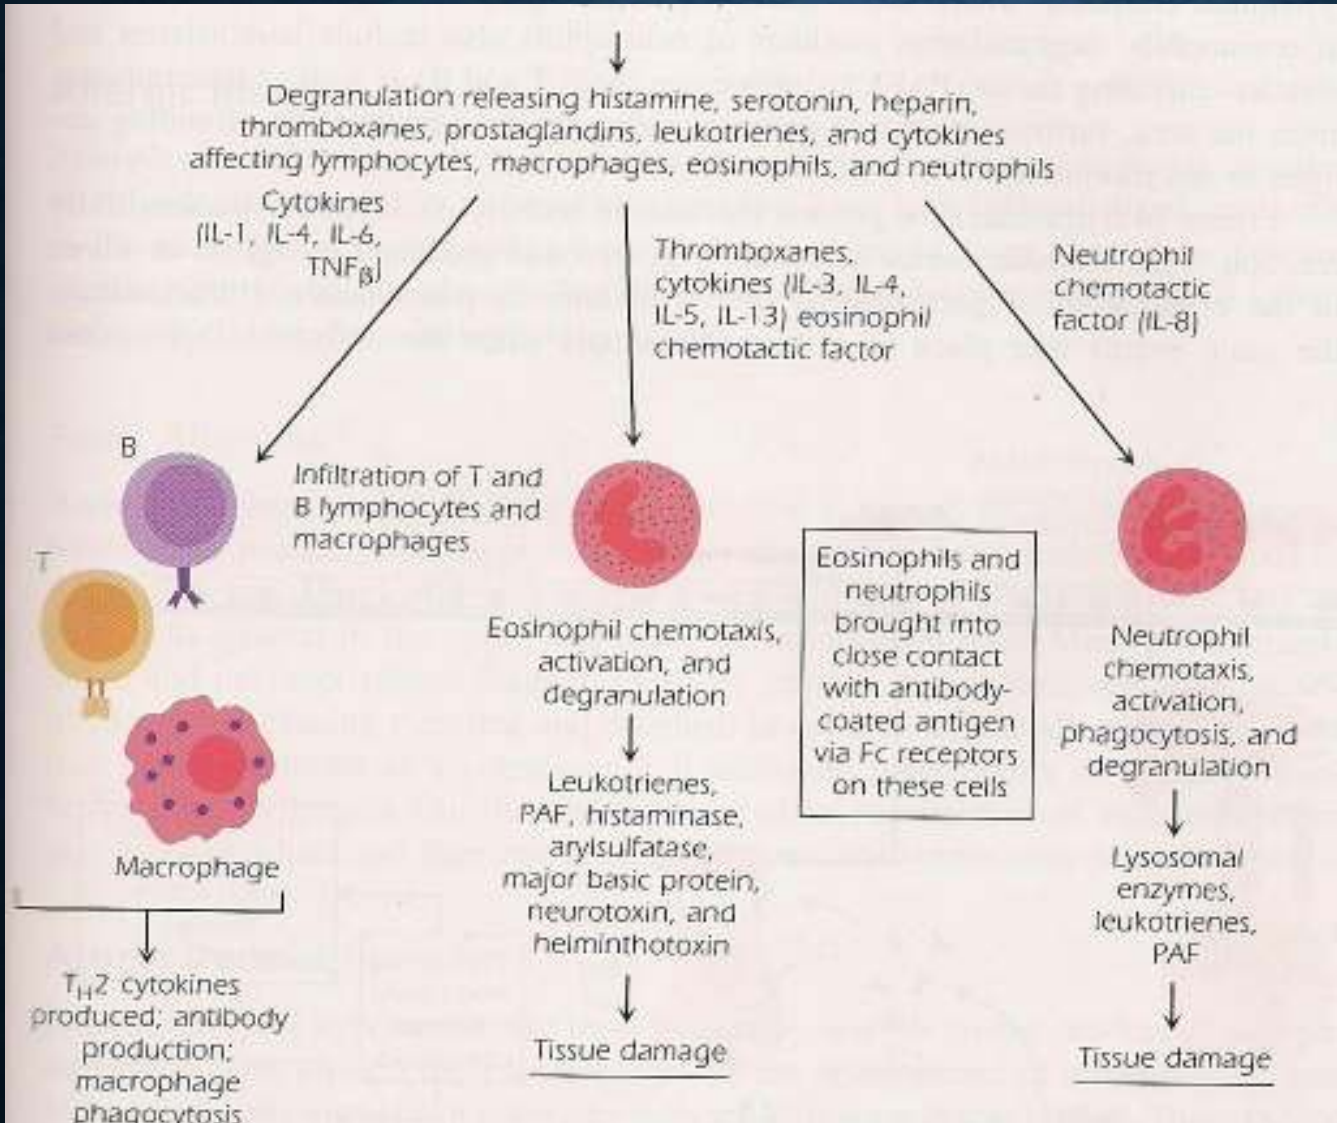 Degranulation releasing histamine, serotonin, heparin,
thromboxanes, prostaglandins, leukotrienes, and cytokines
affecting lymphocytes, macrophages, eosinophils, and neutrophils
Cytokines
(IL-1, IL-4, IL-6,
TNFβ)
Thromboxanes,
cytokines (IL-3, IL-4,
IL-5, IL-13) eosinophil
chemotactic factor
Neutrophil
chemotactic
factor (IL-8)
B
T
Macrophage
Infiltration of T and
B lymphocytes and
macrophages
TH2 cytokines
produced; antibody
production;
macrophage
phagocytosis
Eosinophil chemotaxis,
activation, and
degranulation
Leukotrienes,
PAF, histaminase,
arylsulfatase,
major basic protein,
neurotoxin, and
helminthotoxin
Tissue damage
Eosinophils and
neutrophils
brought into
close contact
with antibody-
coated antigen
via Fc receptors
on these cells
Neutrophil
chemotaxis,
activation,
phagocytosis, and
degranulation
Lysosomal
enzymes,
leukotrienes,
PAF
Tissue damage